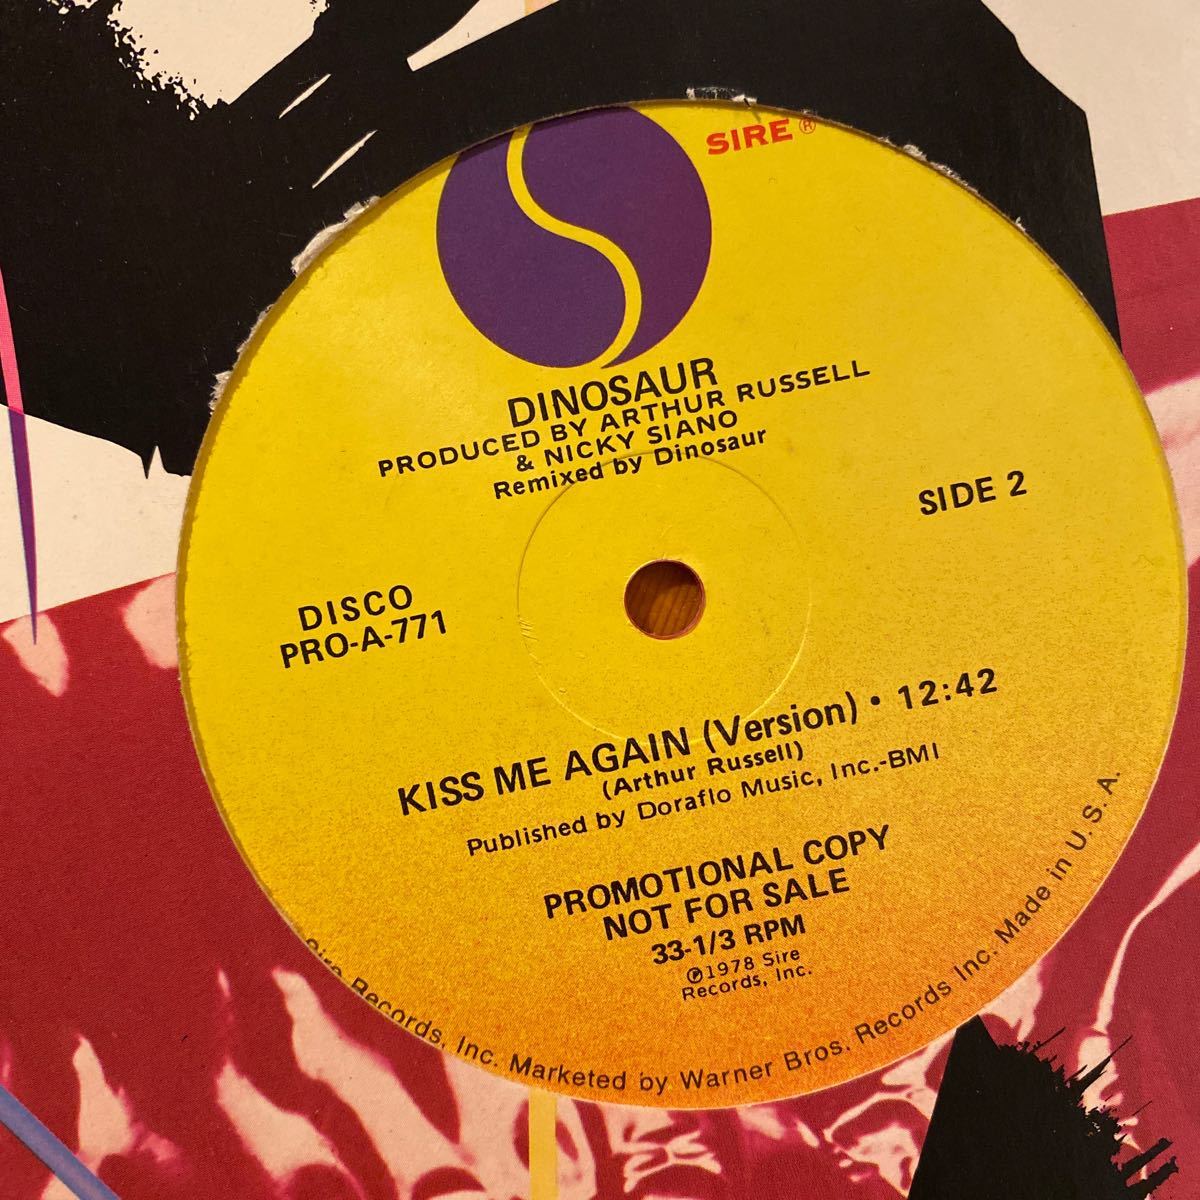 SIRE ®
DINOSAUR
PRODUCED BY ARTHUR RUSSELL
& NICKY SIANO
Remixed by Dinosaur
SIDE 2
DISCO
PRO-A-771
KISS ME AGAIN (Version) • 12:42
(Arthur Russell)
Published by Doraflo Music, Inc.-BMI
PROMOTIONAL COPY
NOT FOR SALE
33-1/3 RPM
℗1978 Sire
Records, Inc.
Sire Records, Inc. Marketed by Warner Bros. Records Inc. Made in U. S. A.